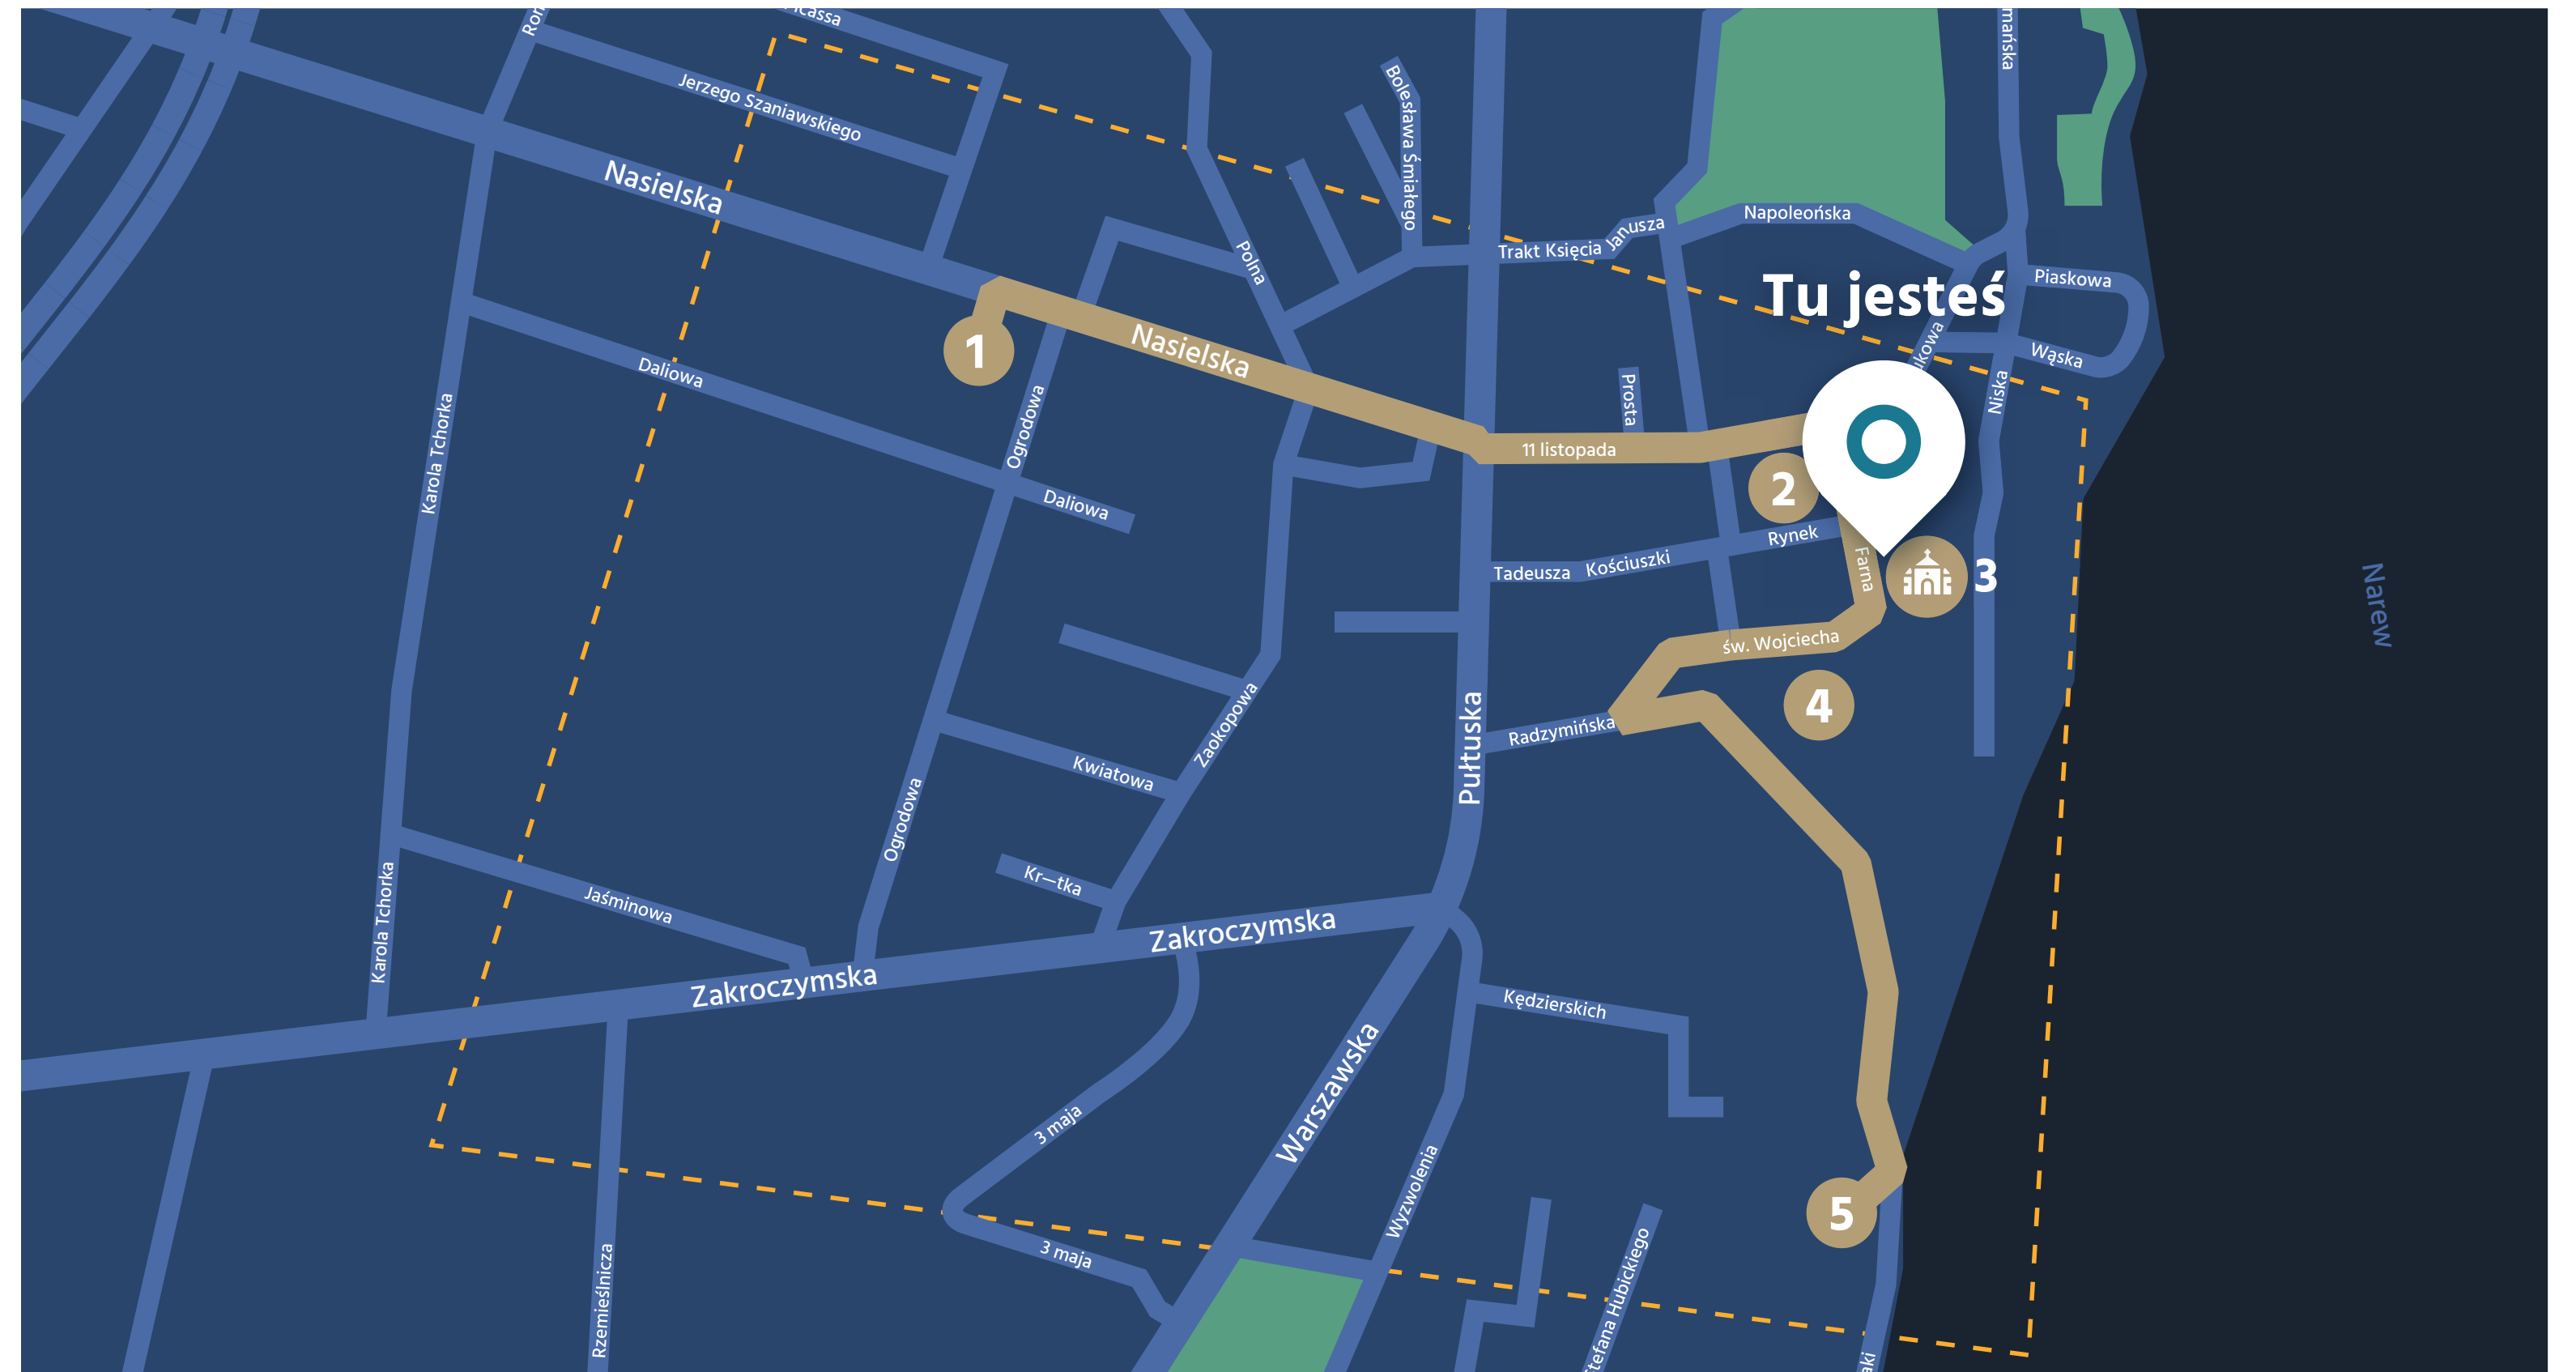 Jerzego Szaniawskiego
Bolesława Śmiałego
Nasielska
Napoleońska
Trakt Księcia Janusza
Polna
Piaskowa
Tu jesteś
Wąska
Niska
1
Nasielska
Daliowa
Prosta
Karola Tchorka
Ogrodowa
11 listopada
2
Daliowa
Rynek
Tadeusza Kościuszki
Farna
3
Narew
św. Wojciecha
4
Radzymińska
Pułtuska
Zaokopowa
Kwiatowa
Ogrodowa
Kr—tka
Jaśminowa
Karola Tchorka
Zakroczymska
Zakroczymska
Kędzierskich
Warszawska
3 maja
Wyzwolenia
5
3 maja
Rzemieślnicza
Hubickiego